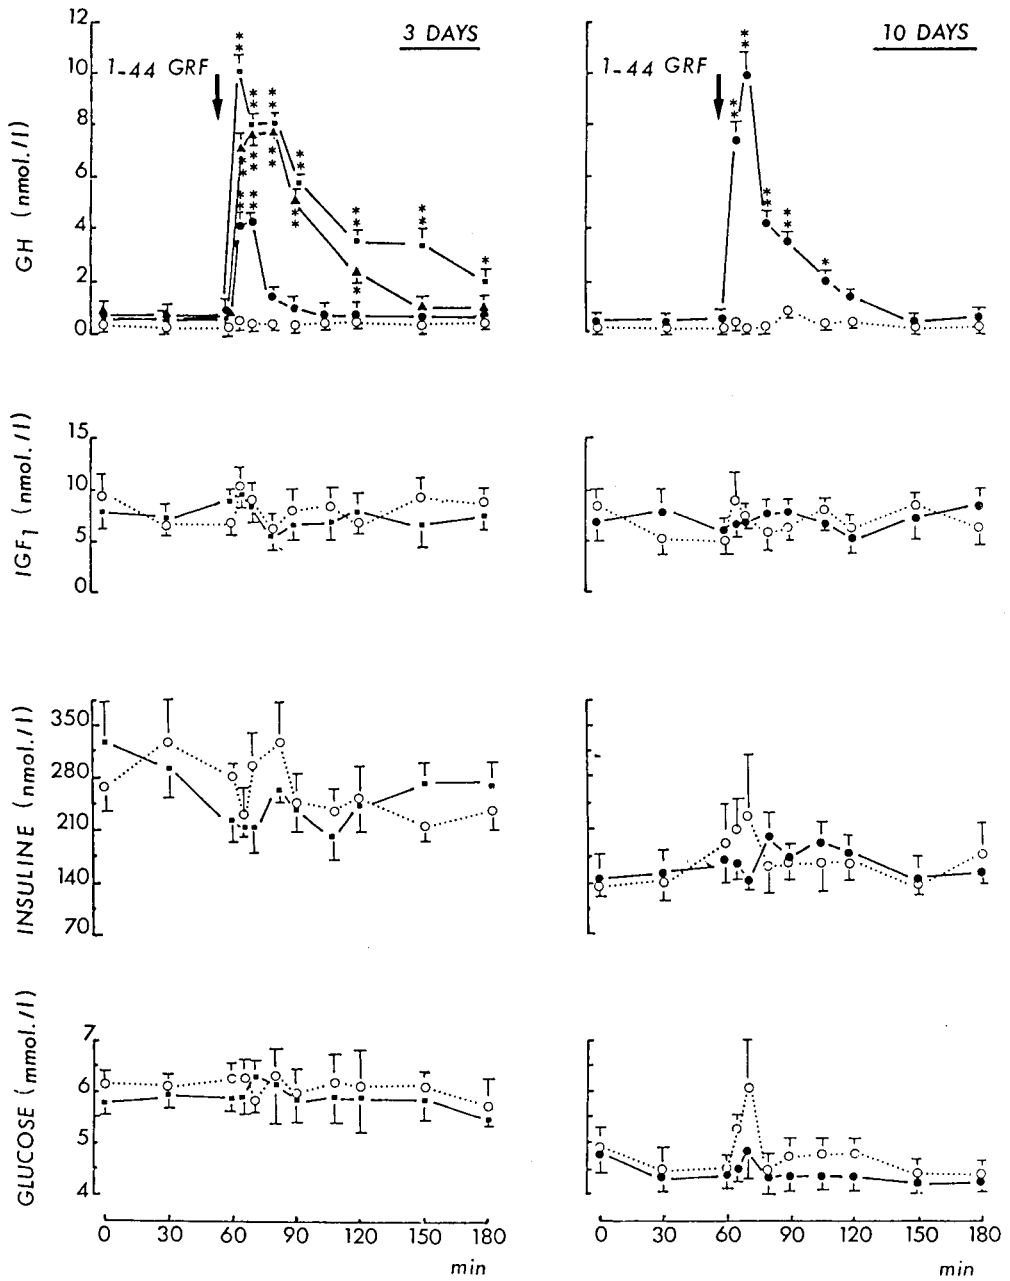 3 DAYS
10 DAYS
1-44 GRF
1-44 GRF
GH (nmol./l)
12
10
8
6
4
2
0
IGF1 (nmol./l)
15
10
5
0
INSULINE (nmol./l)
350
280
210
140
70
GLUCOSE (mmol./l)
7
6
5
4
0 30 60 90 120 150 180
min
0 30 60 90 120 150 180
min